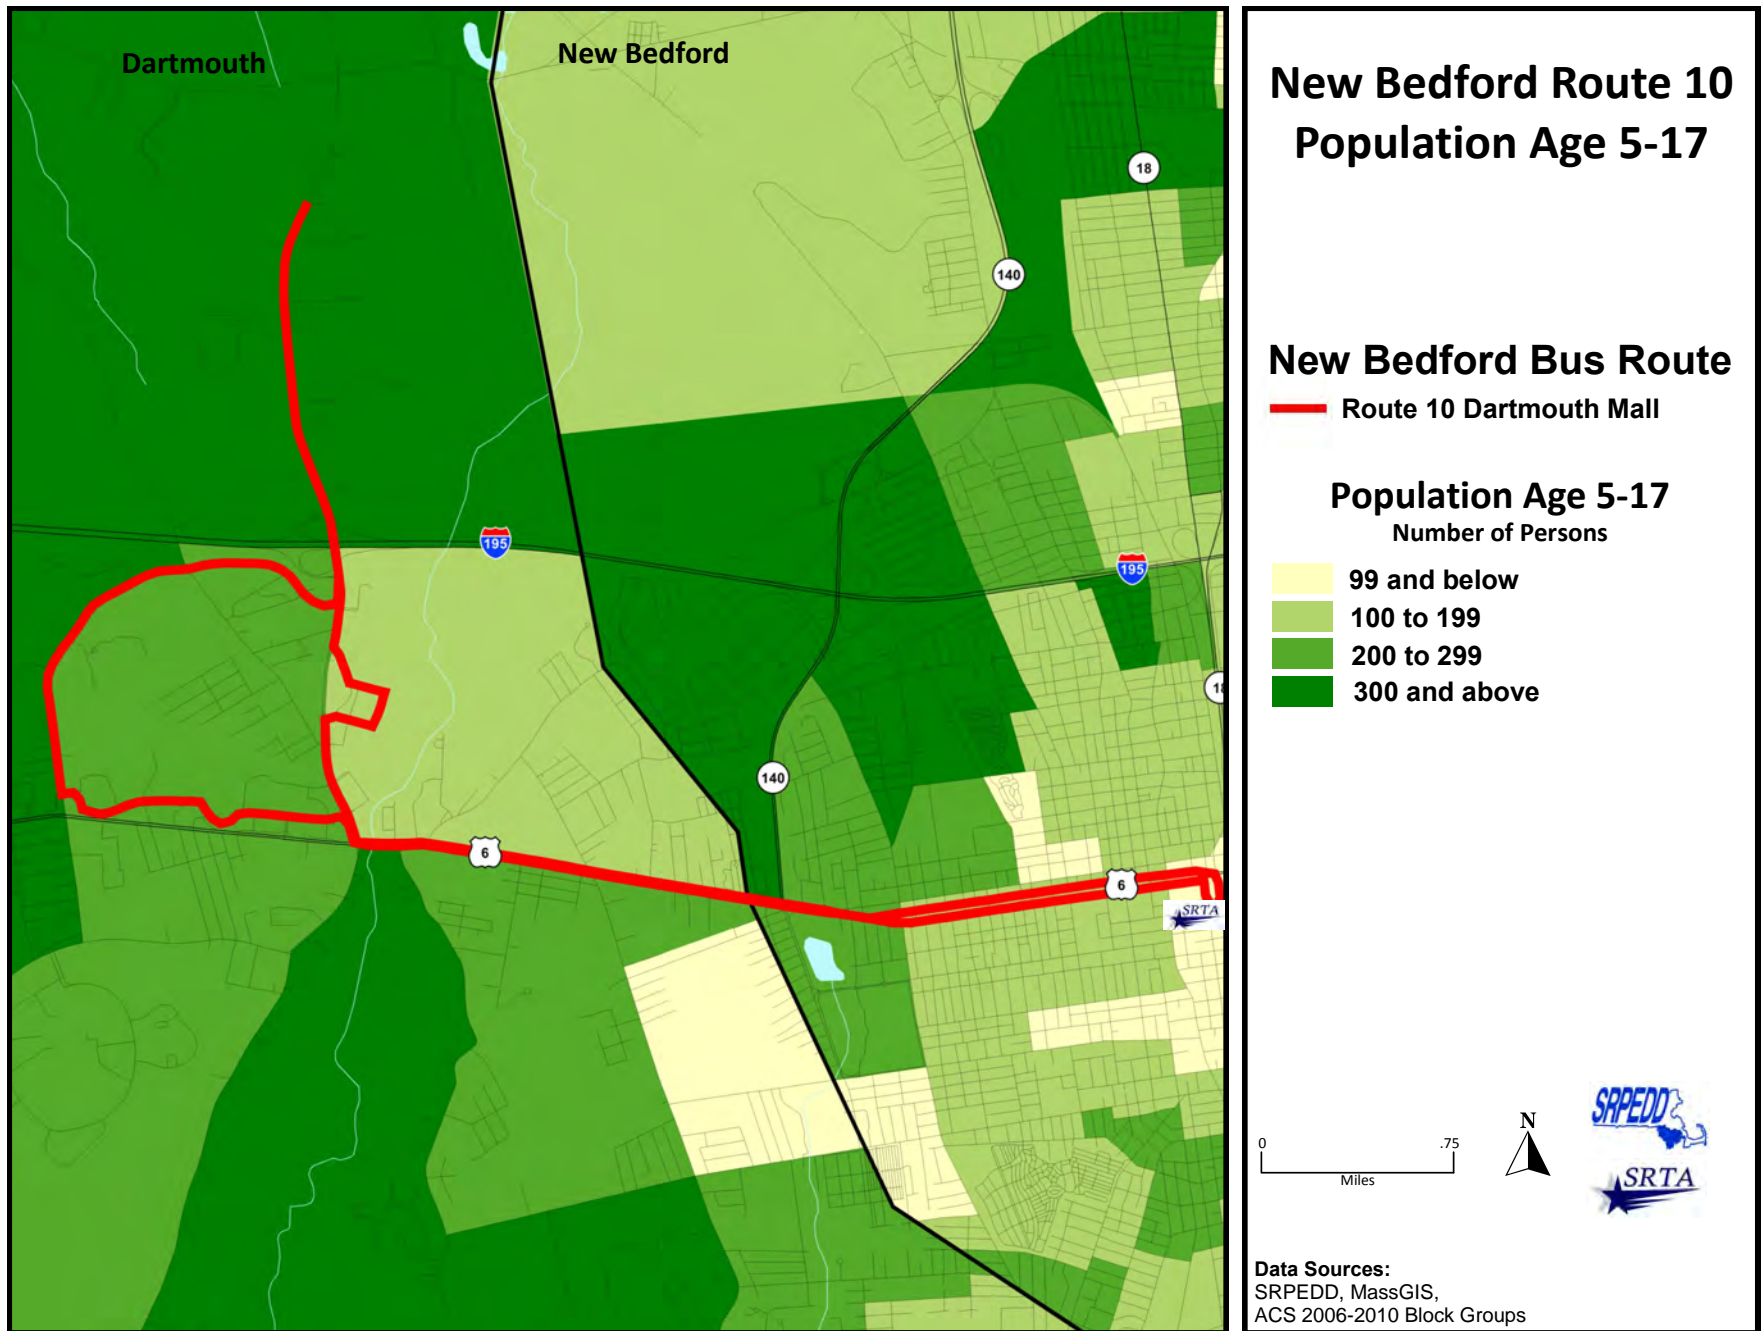 Dartmouth
New Bedford
18
140
195
195
18
140
6
6
SRTA
New Bedford Route 10
Population Age 5-17
New Bedford Bus Route
Route 10 Dartmouth Mall
Population Age 5-17
Number of Persons
99 and below
100 to 199
200 to 299
300 and above
0 .75
Miles
N
SRPEDD
SRTA
Data Sources:
SRPEDD, MassGIS,
ACS 2006-2010 Block Groups